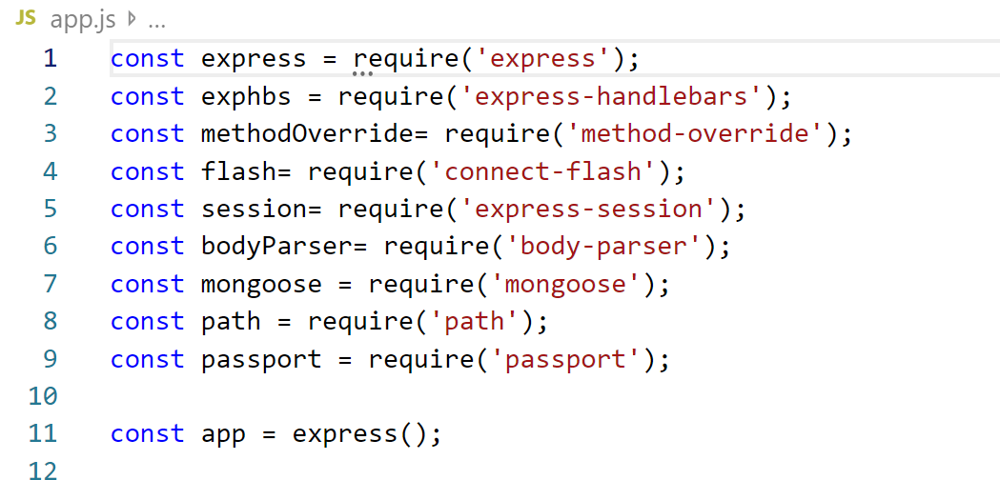 JS app.js ▷ ...
1 const express = require('express');
2 const exphbs = require('express-handlebars');
3 const methodOverride= require('method-override');
4 const flash= require('connect-flash');
5 const session= require('express-session');
6 const bodyParser= require('body-parser');
7 const mongoose = require('mongoose');
8 const path = require('path');
9 const passport = require('passport');
10
11 const app = express();
12